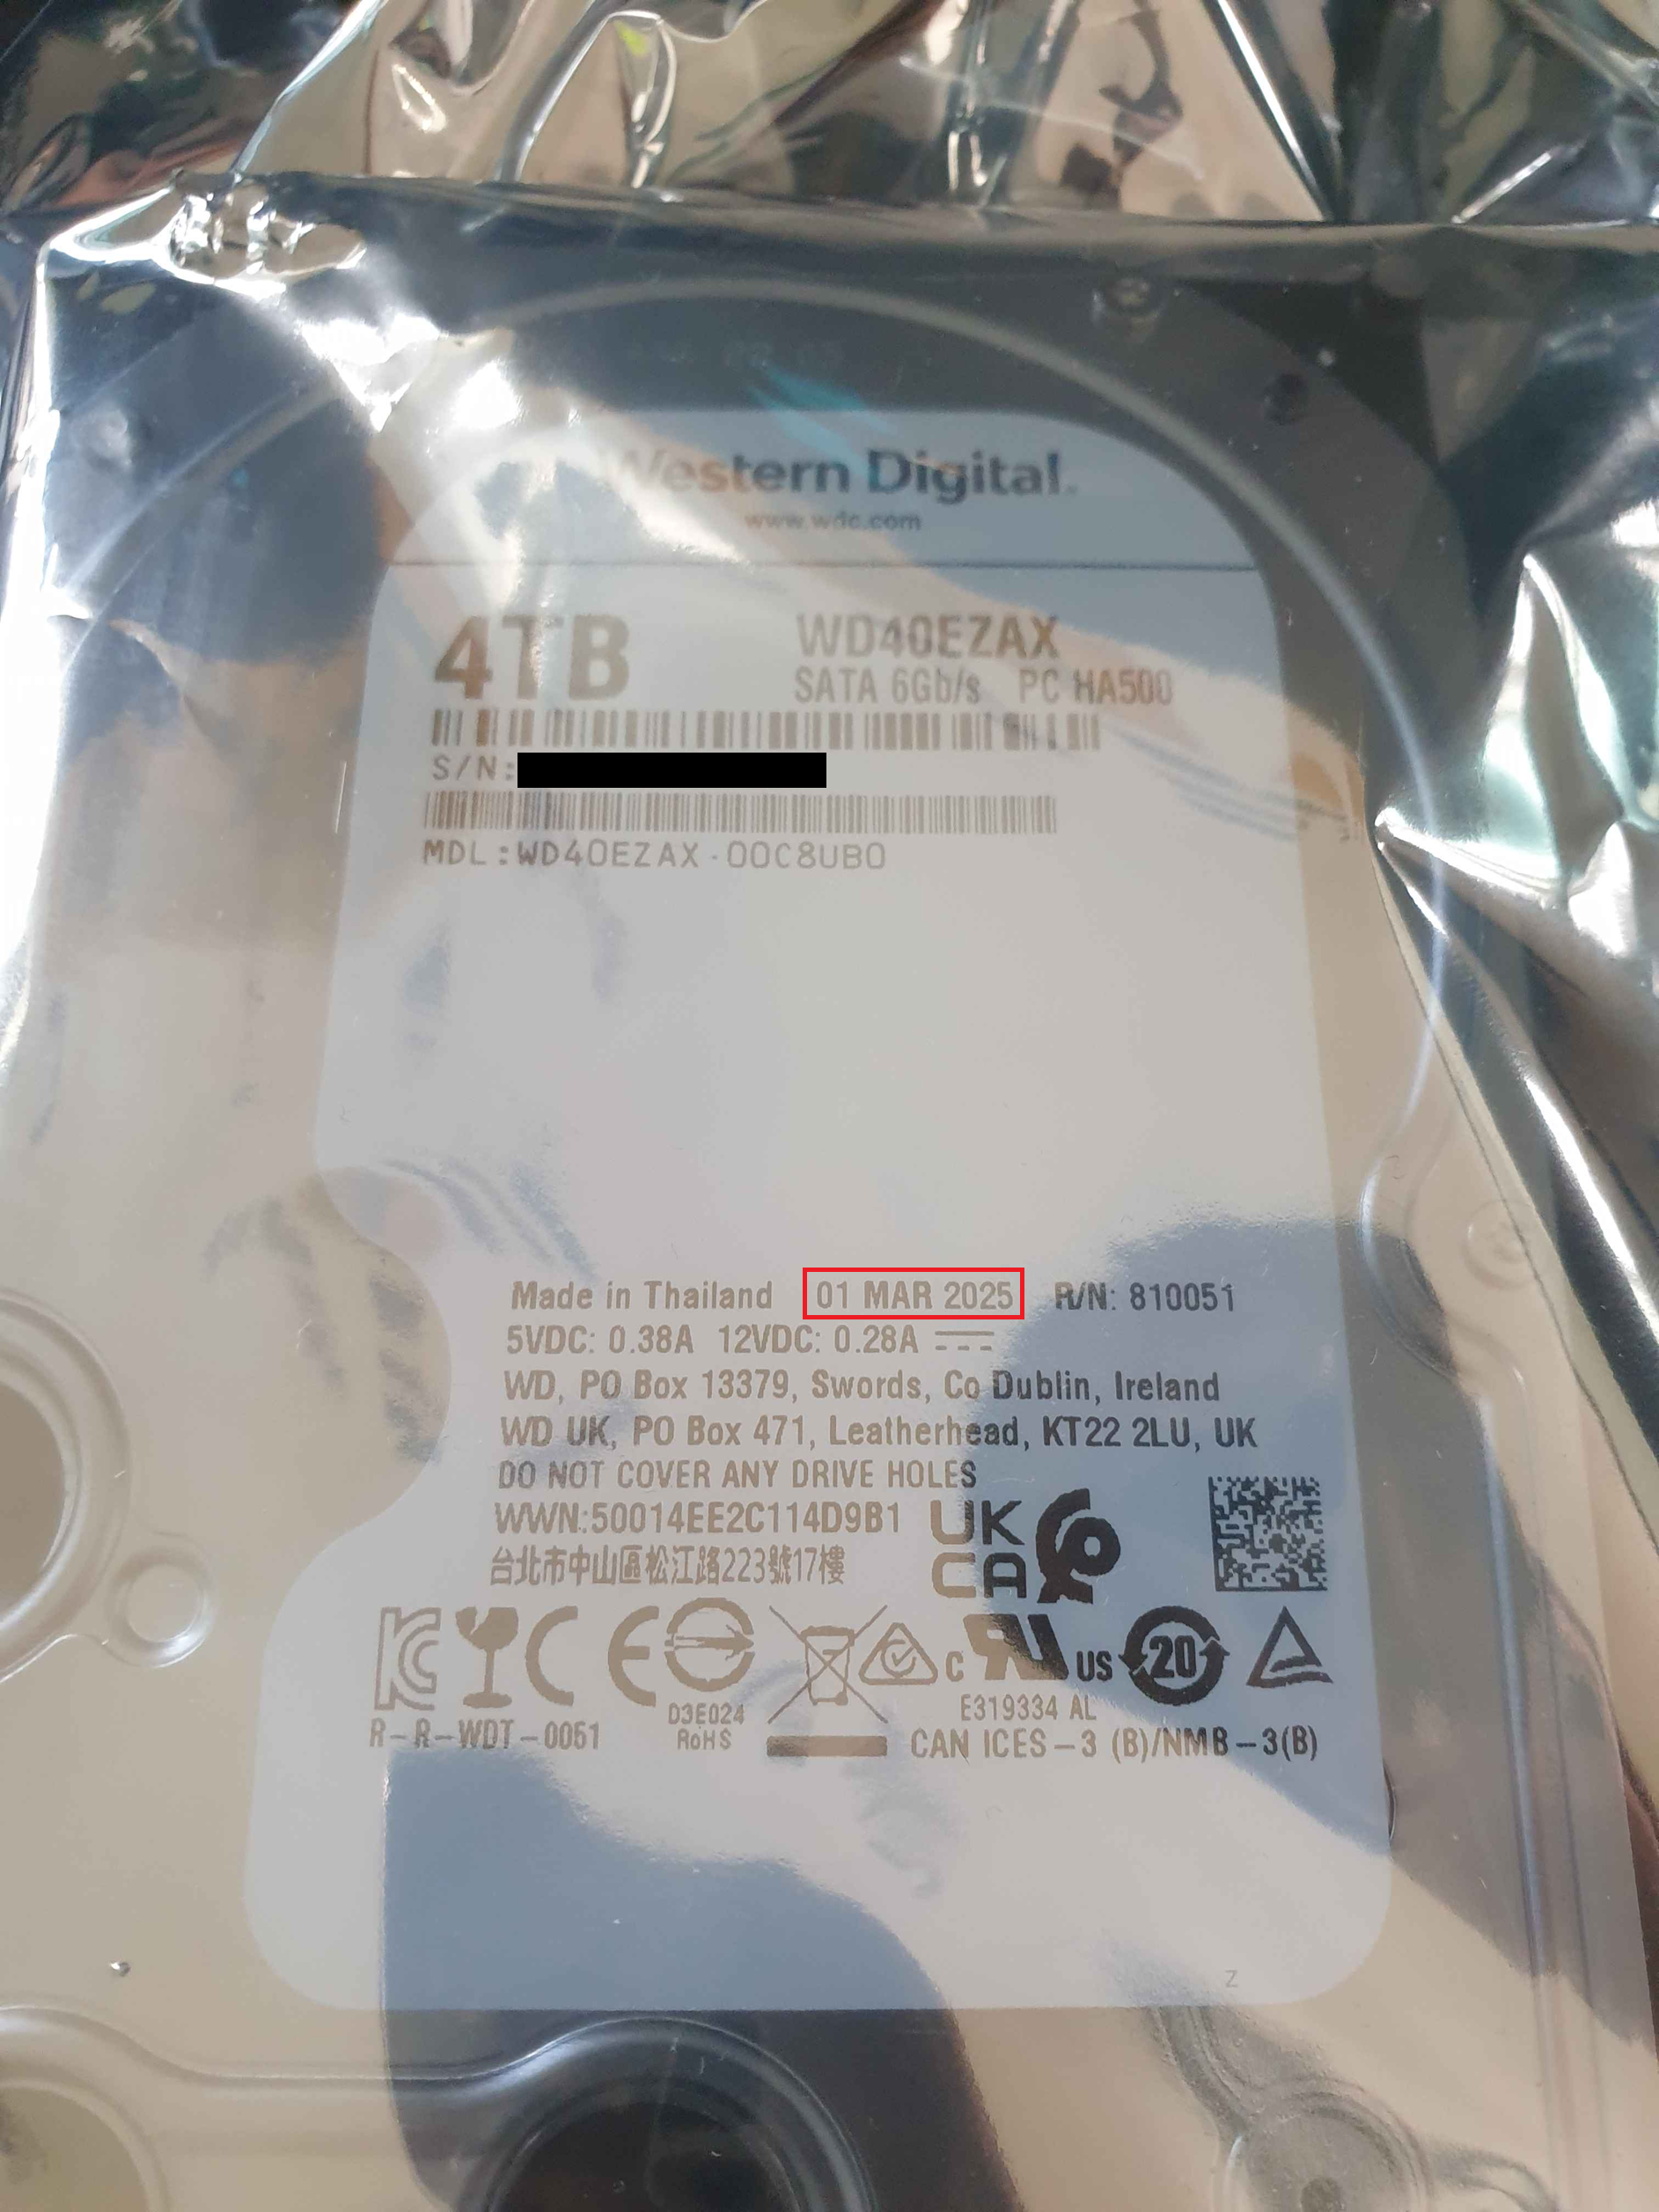 Western Digital.
www.wdc.com
4TB WD40EZAX
SATA 6Gb/s PC HA500
S/N:
MDL:WD40EZAX-00C8UB0
Made in Thailand 01 MAR 2025 R/N: 810051
5VDC: 0.38A 12VDC: 0.28A
WD, PO Box 13379, Swords, Co Dublin, Ireland
WD UK, PO Box 471, Leatherhead, KT22 2LU, UK
DO NOT COVER ANY DRIVE HOLES
WWN:50014EE2C114D9B1 UK
CA
台北市中山區松江路223號17樓
KC CE c RU US 20
D3E024 E319334 AL
R-R-WDT-0051 RoHS CAN ICES-3 (B)/NMB-3(B)
Z